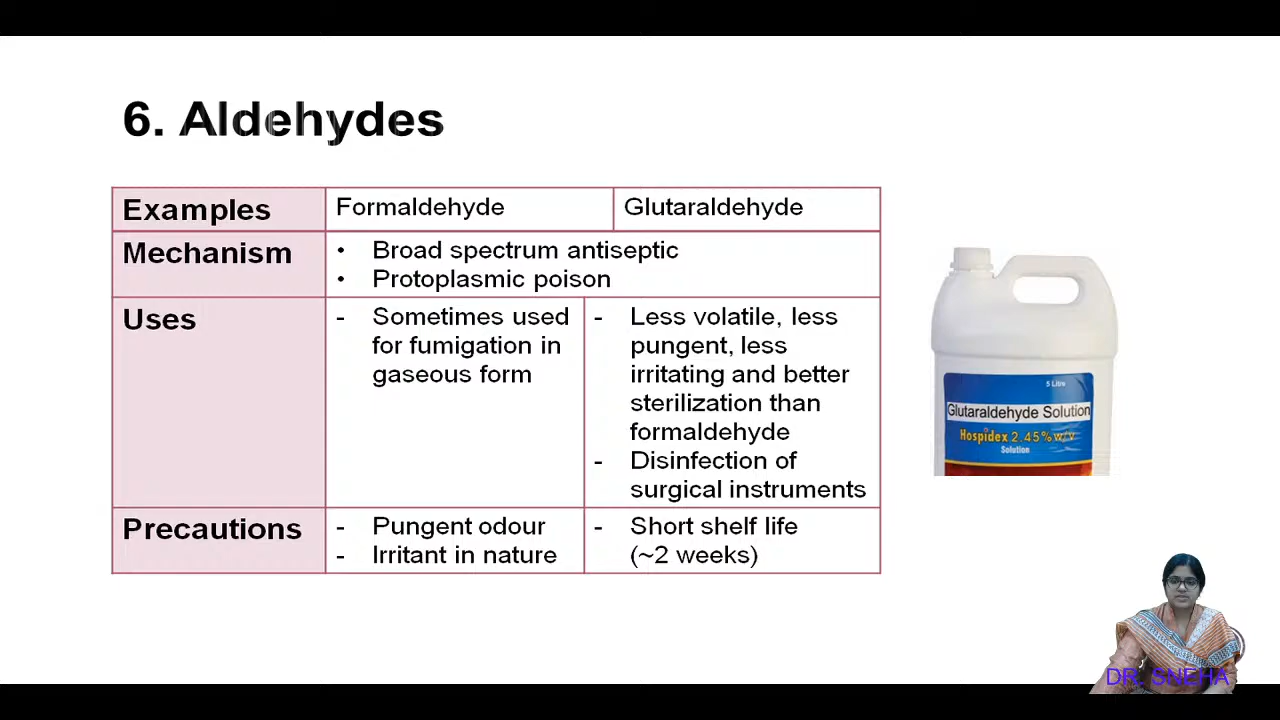 6. Aldehydes
Examples
Formaldehyde
Glutaraldehyde
Mechanism
• Broad spectrum antiseptic
• Protoplasmic poison
Uses
- Sometimes used
for fumigation in
gaseous form
- Less volatile, less
pungent, less
irritating and better
sterilization than
formaldehyde
- Disinfection of
surgical instruments
Precautions
- Pungent odour
- Irritant in nature
- Short shelf life
(~2 weeks)
5 Litre
Glutaraldehyde Solution
Hospidex 2.45% w/v
Solution
DR. SNEHA